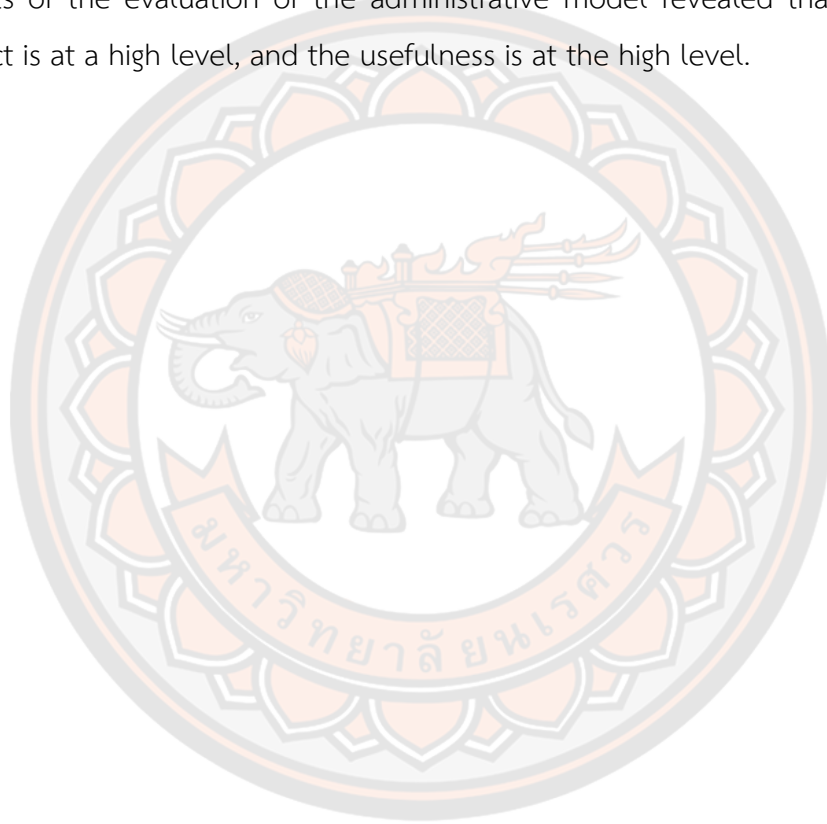 of the evaluation of the administrative model revealed
is at a high level, and the usefulness is at the high level.
มหาวิทยาลัยนเรศวร